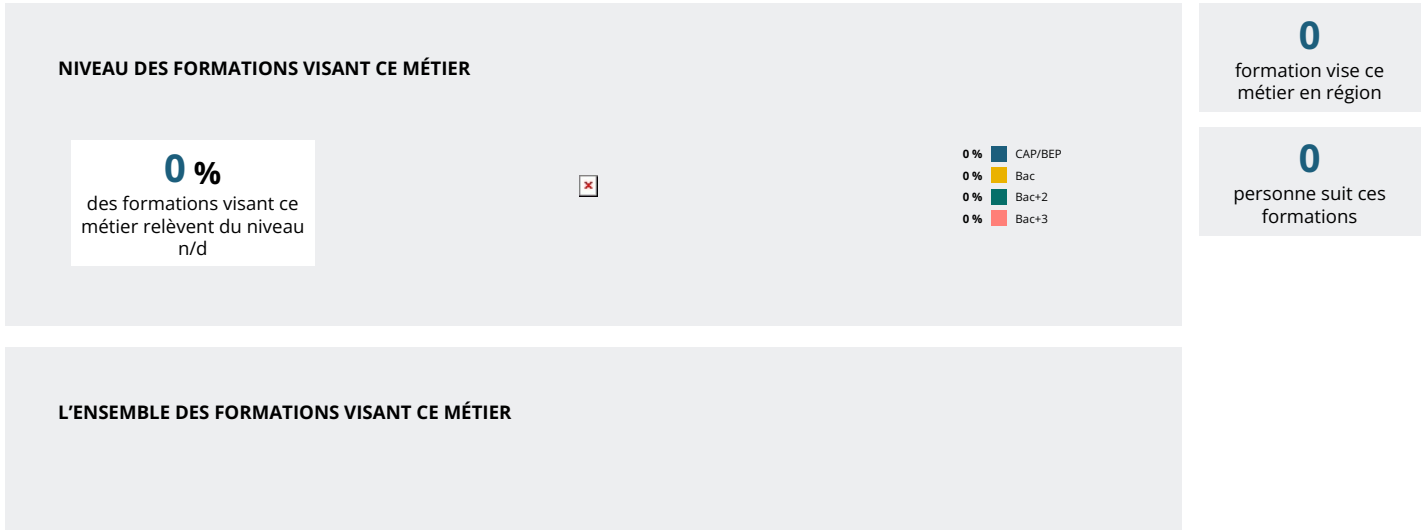 NIVEAU DES FORMATIONS VISANT CE MÉTIER
0 %
des formations visant ce
métier relèvent du niveau
n/d
0 % CAP/BEP
0 % Bac
0 % Bac+2
0 % Bac+3
0
formation vise ce
métier en région
0
personne suit ces
formations
L'ENSEMBLE DES FORMATIONS VISANT CE MÉTIER